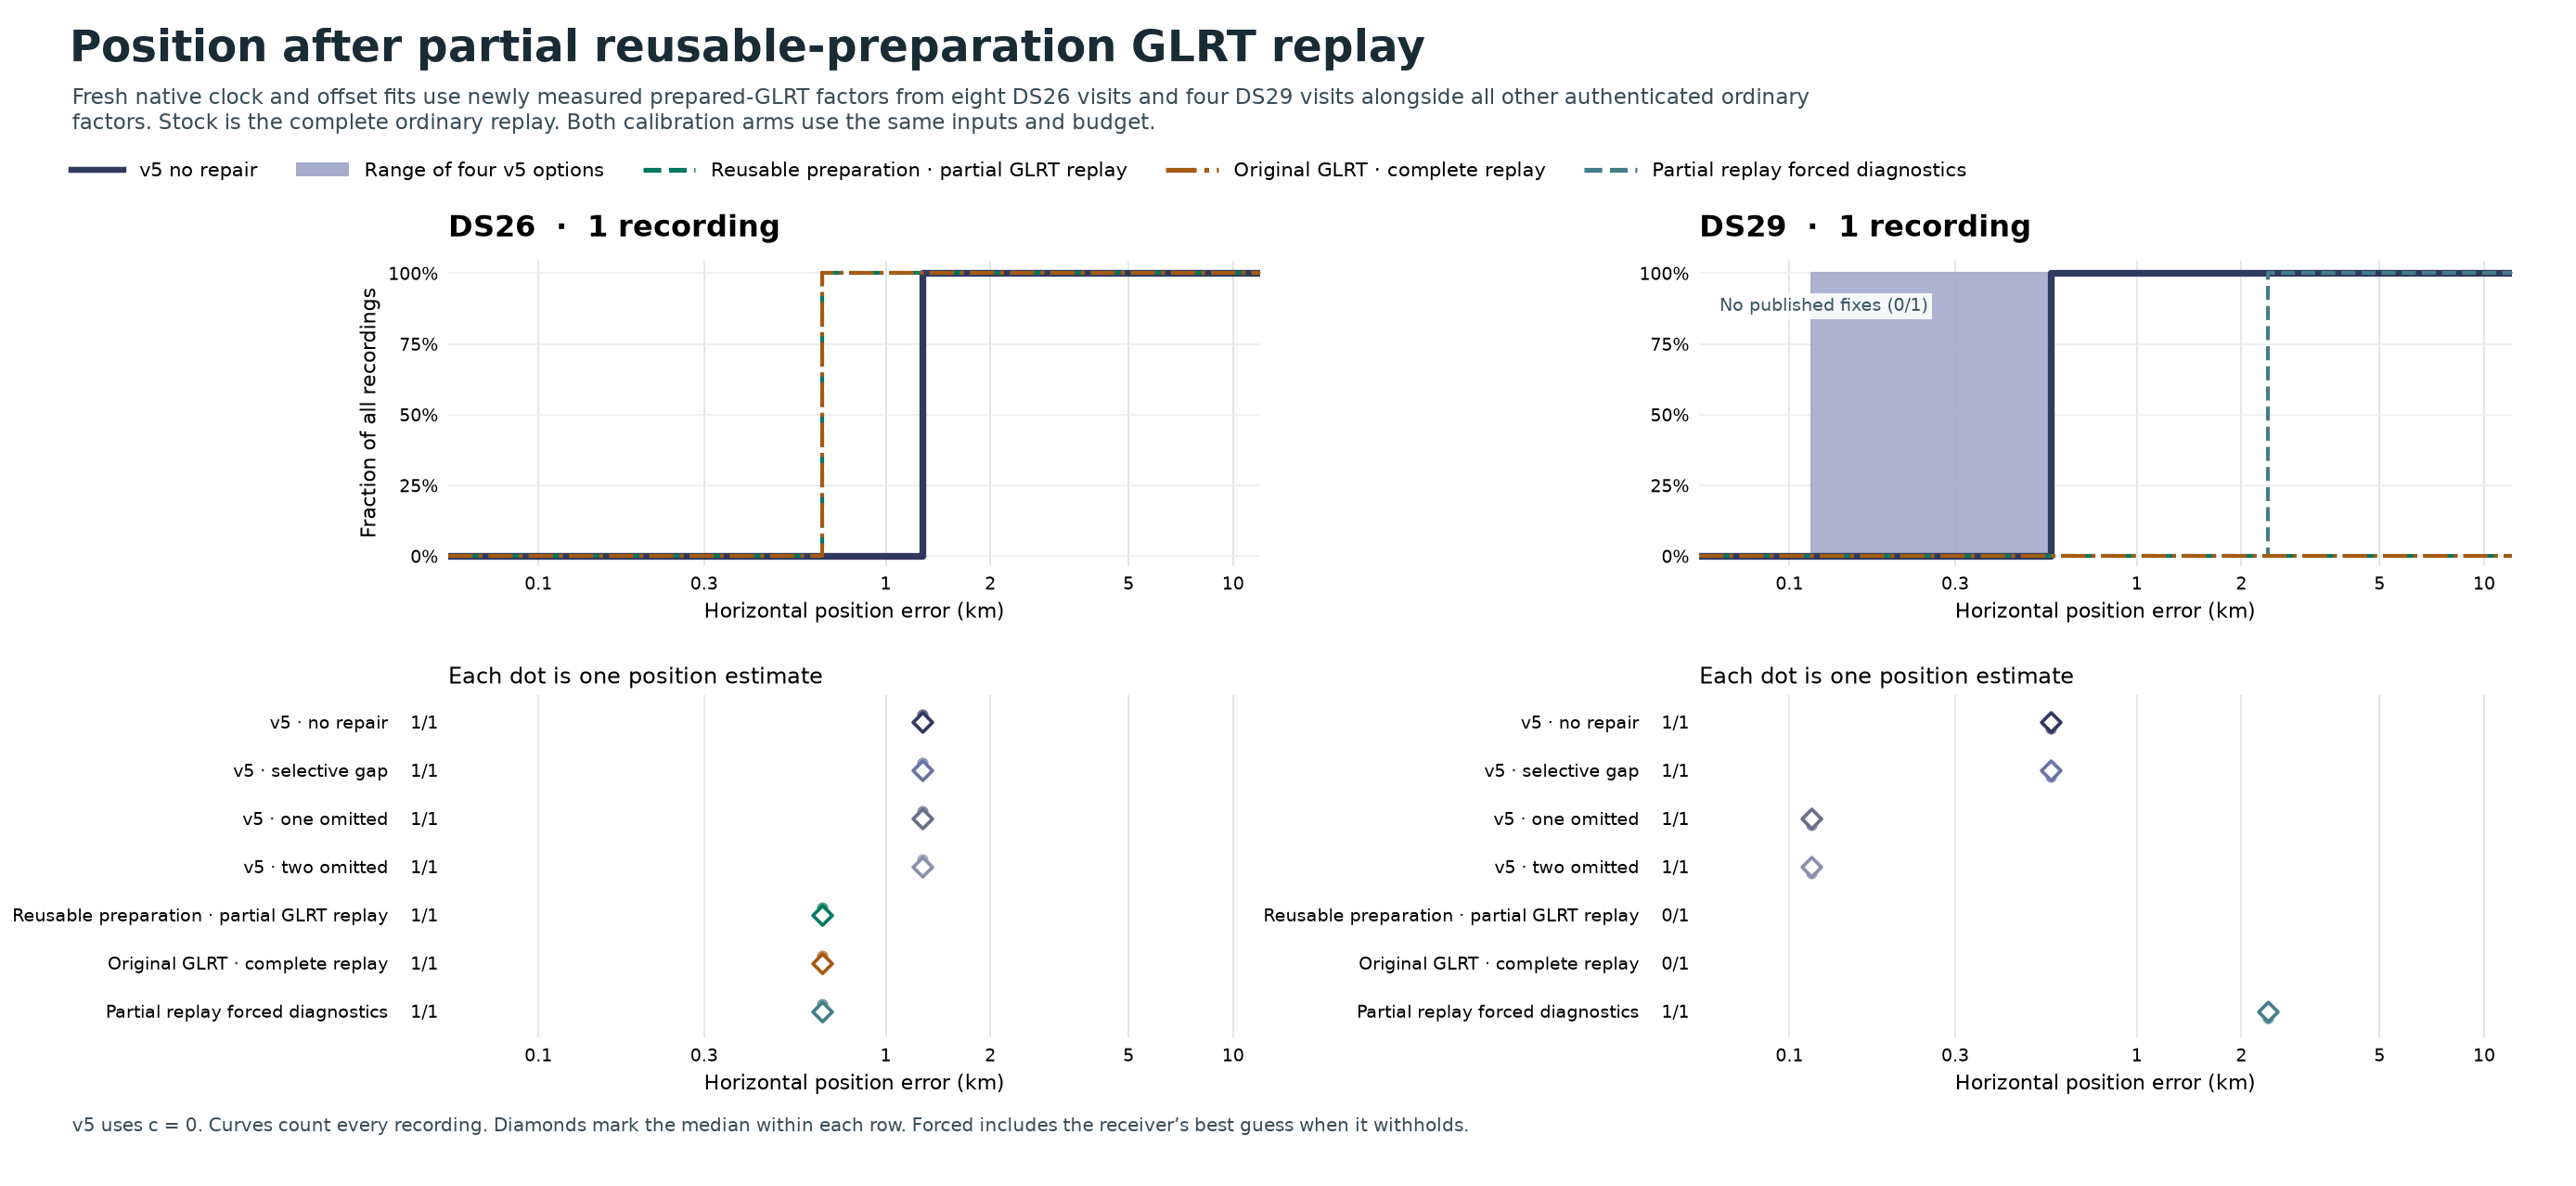 Position after partial reusable-preparation GLRT replay
Fresh native clock and offset fits use newly measured prepared-GLRT factors from eight DS26 visits and four DS29 visits alongside all other authenticated ordinary
factors. Stock is the complete ordinary replay. Both calibration arms use the same inputs and budget.
v5 no repair
Range of four v5 options
Reusable preparation · partial GLRT replay
Original GLRT · complete replay
Partial replay forced diagnostics
DS26 · 1 recording
Fraction of all recordings
100%
75%
50%
25%
0%
0.1 0.3 1 2 5 10
Horizontal position error (km)
DS29 · 1 recording
100%
75%
50%
25%
0%
No published fixes (0/1)
0.1 0.3 1 2 5 10
Horizontal position error (km)
Each dot is one position estimate
v5 · no repair 1/1
v5 · selective gap 1/1
v5 · one omitted 1/1
v5 · two omitted 1/1
Reusable preparation · partial GLRT replay 1/1
Original GLRT · complete replay 1/1
Partial replay forced diagnostics 1/1
0.1 0.3 1 2 5 10
Horizontal position error (km)
Each dot is one position estimate
v5 · no repair 1/1
v5 · selective gap 1/1
v5 · one omitted 1/1
v5 · two omitted 1/1
Reusable preparation · partial GLRT replay 0/1
Original GLRT · complete replay 0/1
Partial replay forced diagnostics 1/1
0.1 0.3 1 2 5 10
Horizontal position error (km)
v5 uses c = 0. Curves count every recording. Diamonds mark the median within each row. Forced includes the receiver’s best guess when it withholds.